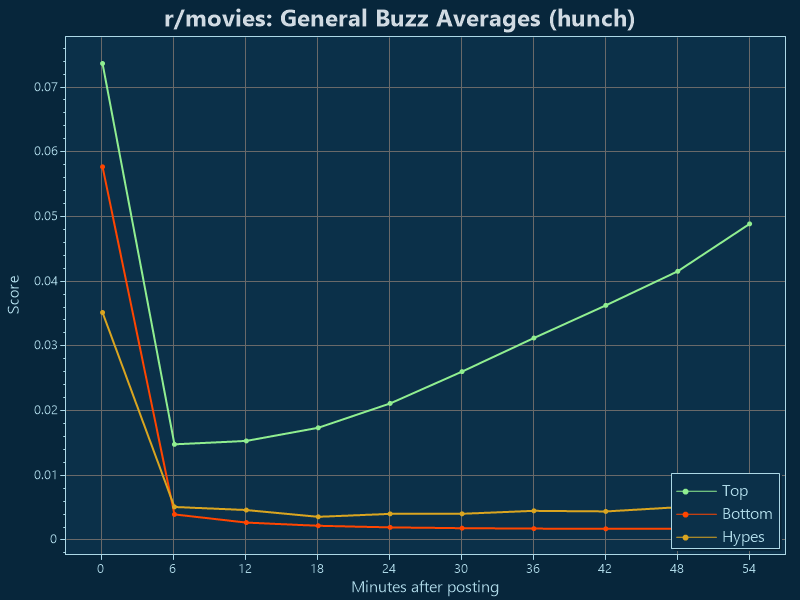 r/movies: General Buzz Averages (hunch)
Score
0.07
0.06
0.05
0.04
0.03
0.02
0.01
0
Top
Bottom
Hypes
0 6 12 18 24 30 36 42 48 54
Minutes after posting